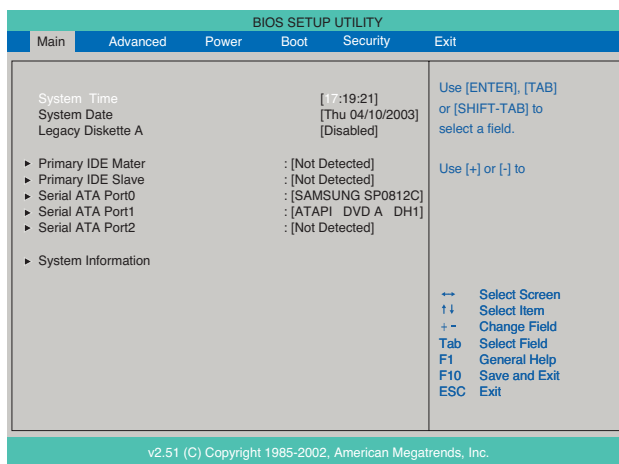 BIOS SETUP UTILITY
Main Advanced Power Boot Security Exit
System Time [17:19:21]
System Date [Thu 04/10/2003]
Legacy Diskette A [Disabled]
Primary IDE Mater : [Not Detected]
Primary IDE Slave : [Not Detected]
Serial ATA Port0 : [SAMSUNG SP0812C]
Serial ATA Port1 : [ATAPI DVD A DH1]
Serial ATA Port2 : [Not Detected]
System Information
Use [ENTER], [TAB]
or [SHIFT-TAB] to
select a field.
Use [+] or [-] to
↔ Select Screen
↑↓ Select Item
+- Change Field
Tab Select Field
F1 General Help
F10 Save and Exit
ESC Exit
v2.51 (C) Copyright 1985-2002, American Megatrends, Inc.